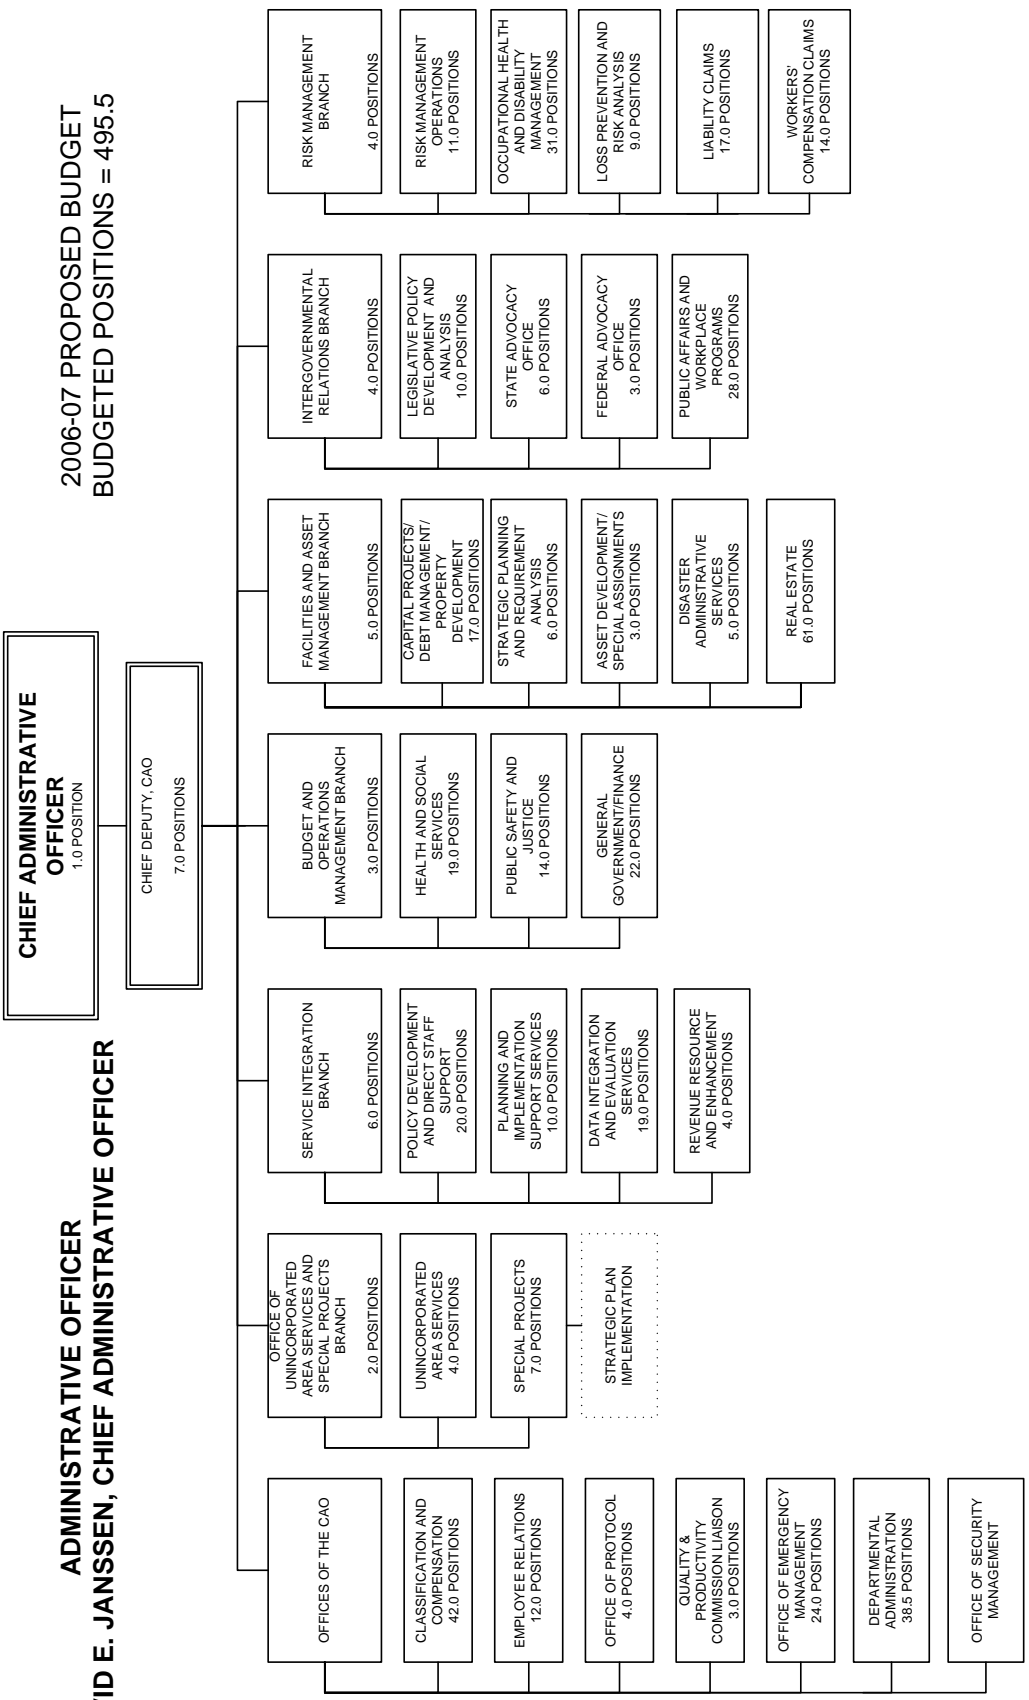 ADMINISTRATIVE OFFICER
ID E. JANSSEN, CHIEF ADMINISTRATIVE OFFICER
2006-07 PROPOSED BUDGET
BUDGETED POSITIONS = 495.5
CHIEF ADMINISTRATIVE
OFFICER
1.0 POSITION
CHIEF DEPUTY, CAO
7.0 POSITIONS
OFFICES OF THE CAO
CLASSIFICATION AND
COMPENSATION
42.0 POSITIONS
EMPLOYEE RELATIONS
12.0 POSITIONS
OFFICE OF PROTOCOL
4.0 POSITIONS
QUALITY &
PRODUCTIVITY
COMMISSION LIAISON
3.0 POSITIONS
OFFICE OF EMERGENCY
MANAGEMENT
24.0 POSITIONS
DEPARTMENTAL
ADMINISTRATION
38.5 POSITIONS
OFFICE OF SECURITY
MANAGEMENT
OFFICE OF
UNINCORPORATED
AREA SERVICES AND
SPECIAL PROJECTS
BRANCH
2.0 POSITIONS
UNINCORPORATED
AREA SERVICES
4.0 POSITIONS
SPECIAL PROJECTS
7.0 POSITIONS
STRATEGIC PLAN
IMPLEMENTATION
SERVICE INTEGRATION
BRANCH
6.0 POSITIONS
POLICY DEVELOPMENT
AND DIRECT STAFF
SUPPORT
20.0 POSITIONS
PLANNING AND
IMPLEMENTATION
SUPPORT SERVICES
10.0 POSITIONS
DATA INTEGRATION
AND EVALUATION
SERVICES
19.0 POSITIONS
REVENUE RESOURCE
AND ENHANCEMENT
4.0 POSITIONS
BUDGET AND
OPERATIONS
MANAGEMENT BRANCH
3.0 POSITIONS
HEALTH AND SOCIAL
SERVICES
19.0 POSITIONS
PUBLIC SAFETY AND
JUSTICE
14.0 POSITIONS
GENERAL
GOVERNMENT/FINANCE
22.0 POSITIONS
FACILITIES AND ASSET
MANAGEMENT BRANCH
5.0 POSITIONS
CAPITAL PROJECTS/
DEBT MANAGEMENT/
PROPERTY
DEVELOPMENT
17.0 POSITIONS
STRATEGIC PLANNING
AND REQUIREMENT
ANALYSIS
6.0 POSITIONS
ASSET DEVELOPMENT/
SPECIAL ASSIGNMENTS
3.0 POSITIONS
DISASTER
ADMINISTRATIVE
SERVICES
5.0 POSITIONS
REAL ESTATE
61.0 POSITIONS
INTERGOVERNMENTAL
RELATIONS BRANCH
4.0 POSITIONS
LEGISLATIVE POLICY
DEVELOPMENT AND
ANALYSIS
10.0 POSITIONS
STATE ADVOCACY
OFFICE
6.0 POSITIONS
FEDERAL ADVOCACY
OFFICE
3.0 POSITIONS
PUBLIC AFFAIRS AND
WORKPLACE
PROGRAMS
28.0 POSITIONS
RISK MANAGEMENT
BRANCH
4.0 POSITIONS
RISK MANAGEMENT
OPERATIONS
11.0 POSITIONS
OCCUPATIONAL HEALTH
AND DISABILITY
MANAGEMENT
31.0 POSITIONS
LOSS PREVENTION AND
RISK ANALYSIS
9.0 POSITIONS
LIABILITY CLAIMS
17.0 POSITIONS
WORKERS'
COMPENSATION CLAIMS
14.0 POSITIONS